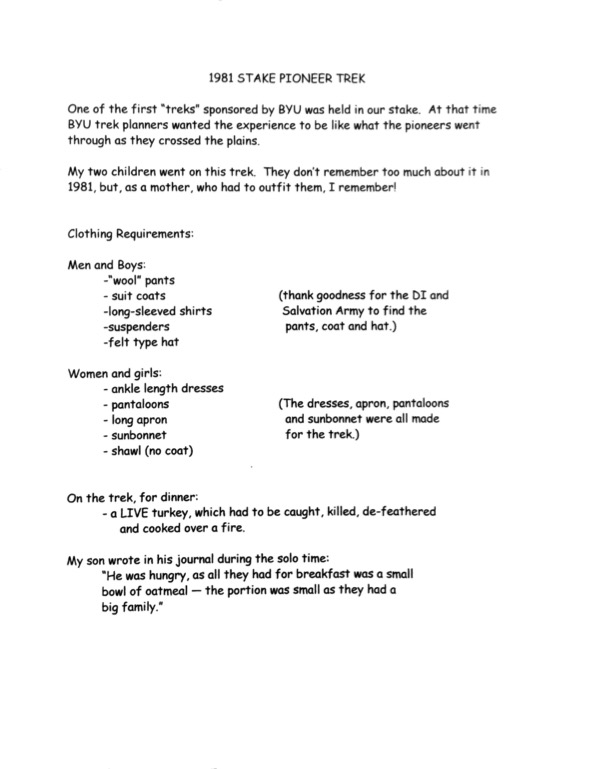 1981 STAKE PIONEER TREK
One of the first "treks" sponsored by BYU was held in our stake. At that time
BYU trek planners wanted the experience to be like what the pioneers went
through as they crossed the plains.
My two children went on this trek. They don't remember too much about it in
1981, but, as a mother, who had to outfit them, I remember!
Clothing Requirements:
Men and Boys:
-"wool" pants
- suit coats (thank goodness for the DI and
-long-sleeved shirts Salvation Army to find the
-suspenders pants, coat and hat.)
-felt type hat
Women and girls:
- ankle length dresses
- pantaloons (The dresses, apron, pantaloons
- long apron and sunbonnet were all made
- sunbonnet for the trek.)
- shawl (no coat)
On the trek, for dinner:
- a LIVE turkey, which had to be caught, killed, de-feathered
and cooked over a fire.
My son wrote in his journal during the solo time:
"He was hungry, as all they had for breakfast was a small
bowl of oatmeal — the portion was small as they had a
big family."